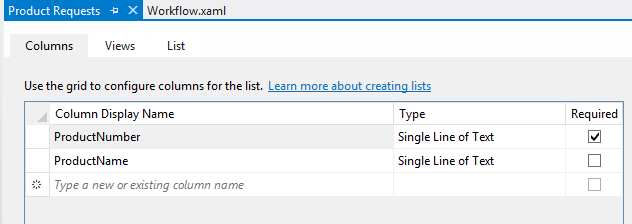 Product Requests Workflow.xaml
Columns Views List
Use the grid to configure columns for the list. Learn more about creating lists
Column Display Name Type Required
ProductNumber Single Line of Text
ProductName Single Line of Text
Type a new or existing column name